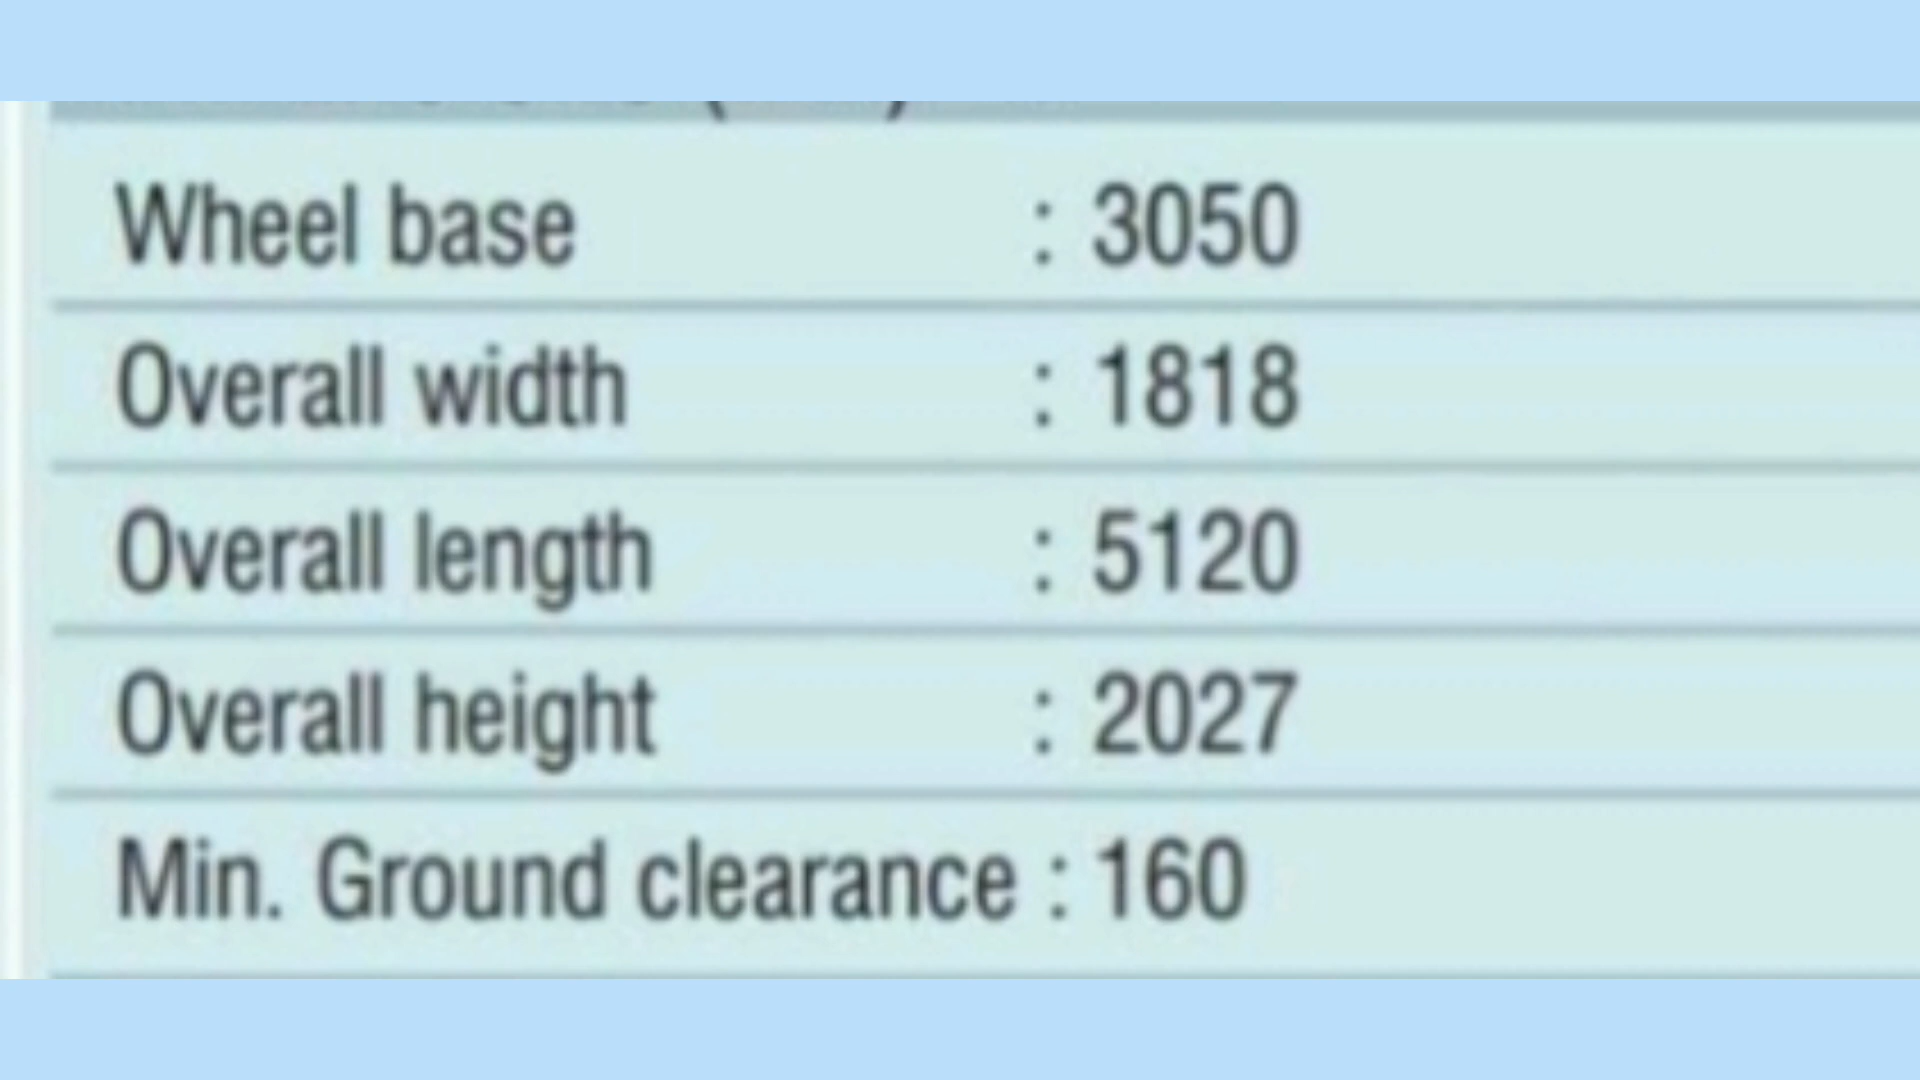 Wheel base : 3050
Overall width : 1818
Overall length : 5120
Overall height : 2027
Min. Ground clearance : 160